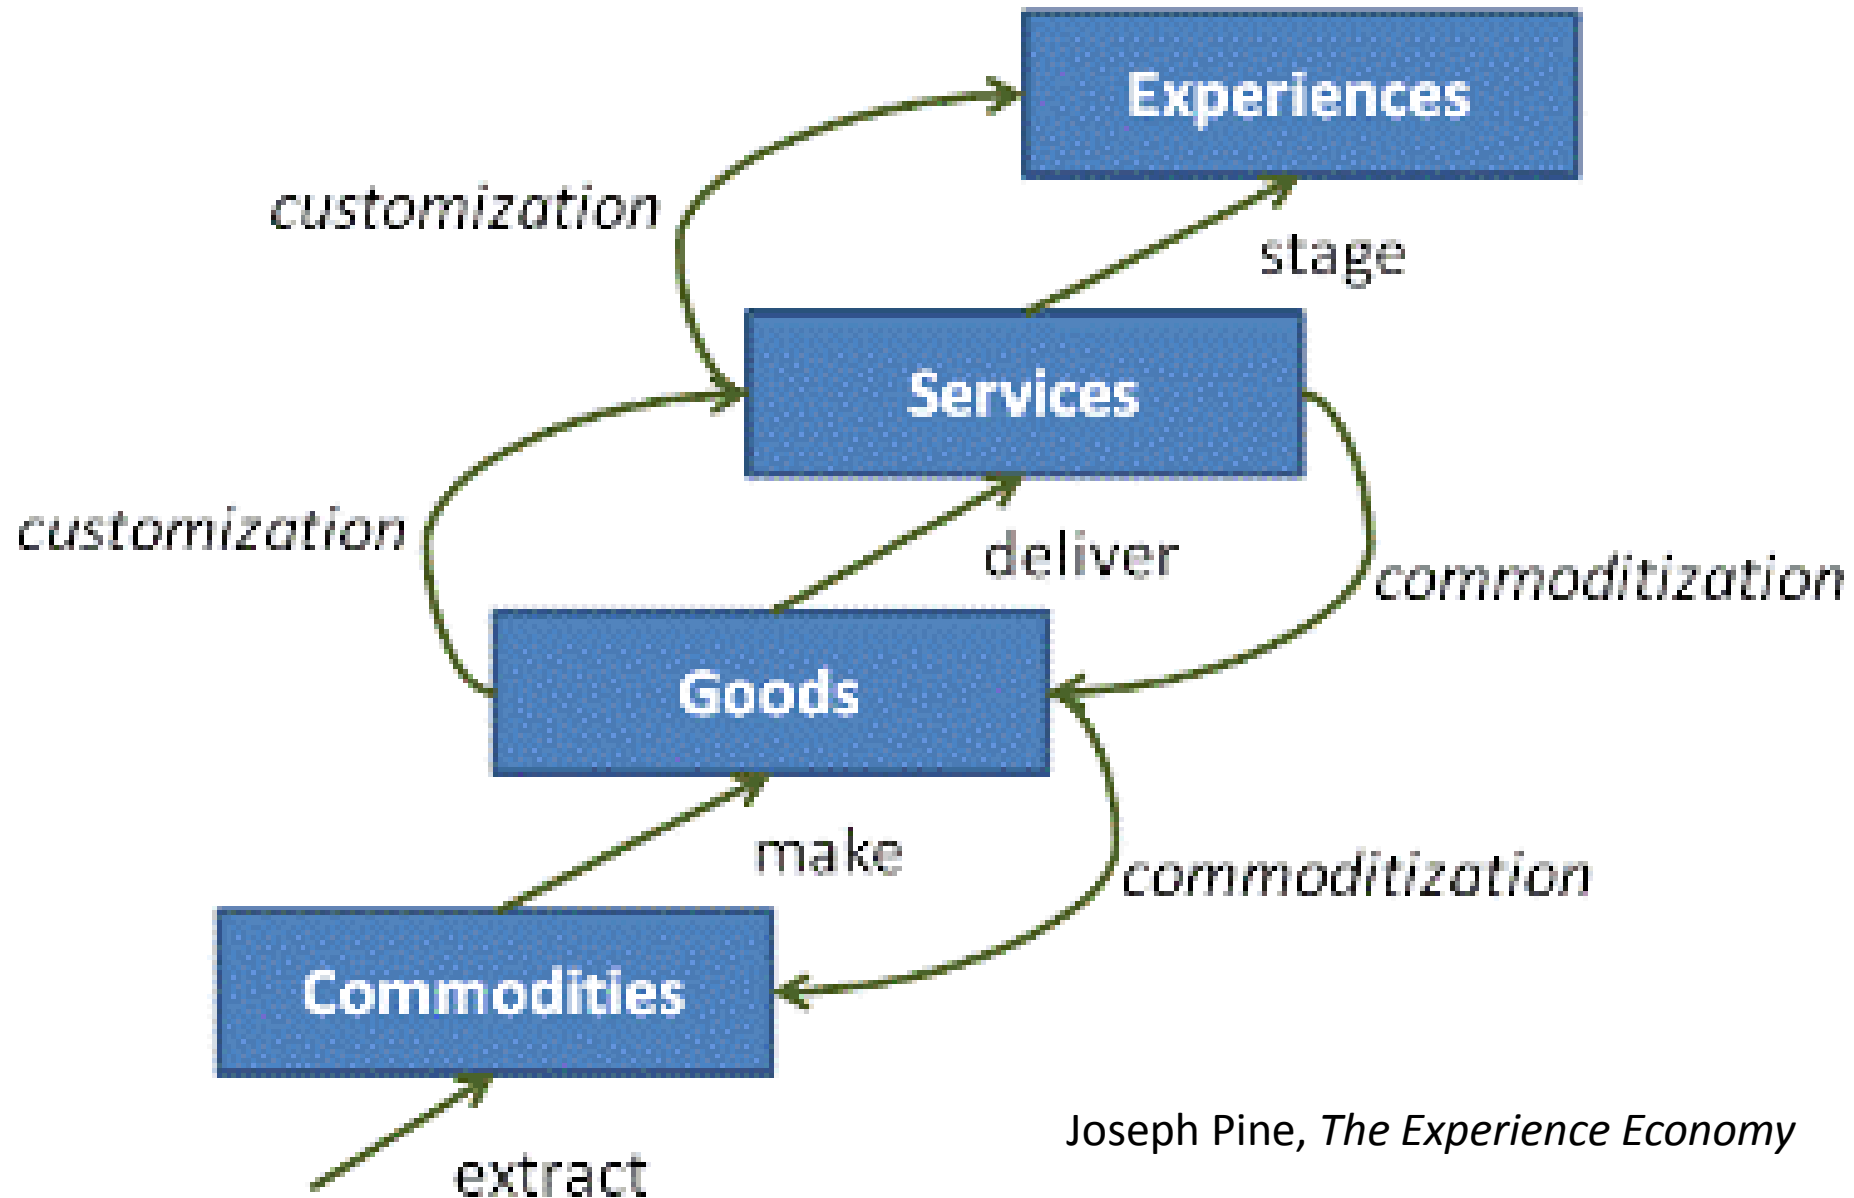 Experiences
customization
stage
Services
customization
deliver
commoditization
Goods
make
commoditization
Commodities
Joseph Pine, The Experience Economy
extract